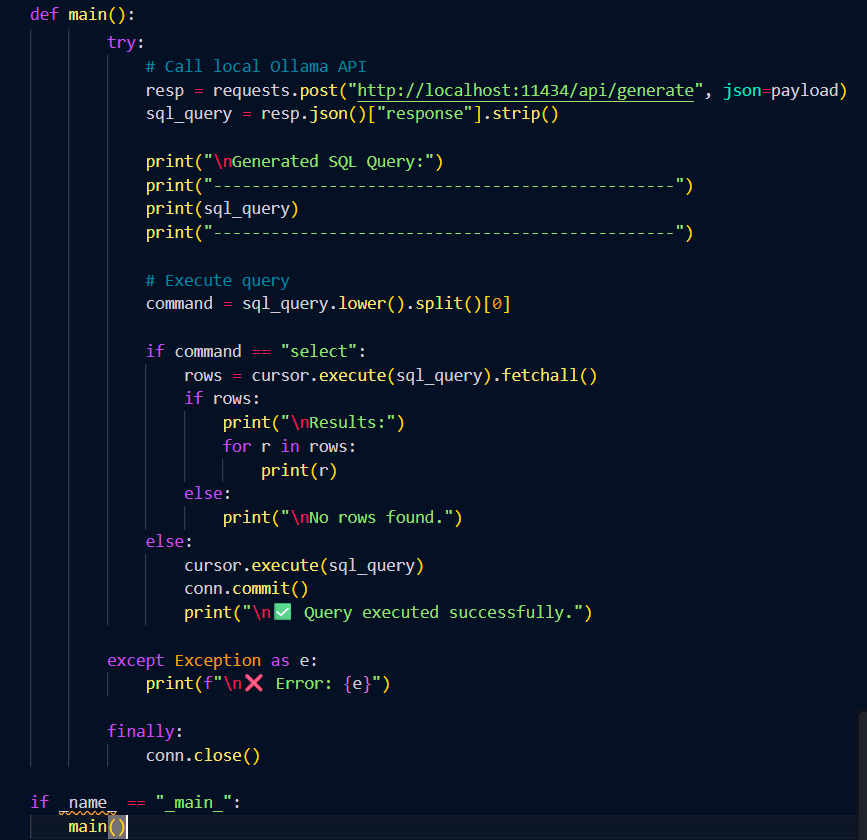 def main():
        try:
            # Call local Ollama API
            resp = requests.post("http://localhost:11434/api/generate", json=payload)
            sql_query = resp.json()["response"].strip()

            print("\nGenerated SQL Query:")
            print("------------------------------------------------")
            print(sql_query)
            print("------------------------------------------------")

            # Execute query
            command = sql_query.lower().split()[0]

            if command == "select":
                rows = cursor.execute(sql_query).fetchall()
                if rows:
                    print("\nResults:")
                    for r in rows:
                        print(r)
                else:
                    print("\nNo rows found.")
            else:
                cursor.execute(sql_query)
                conn.commit()
                print("\n✅ Query executed successfully.")

        except Exception as e:
            print(f"\n❌ Error: {e}")

        finally:
            conn.close()

if _name_ == "_main_":
    main()